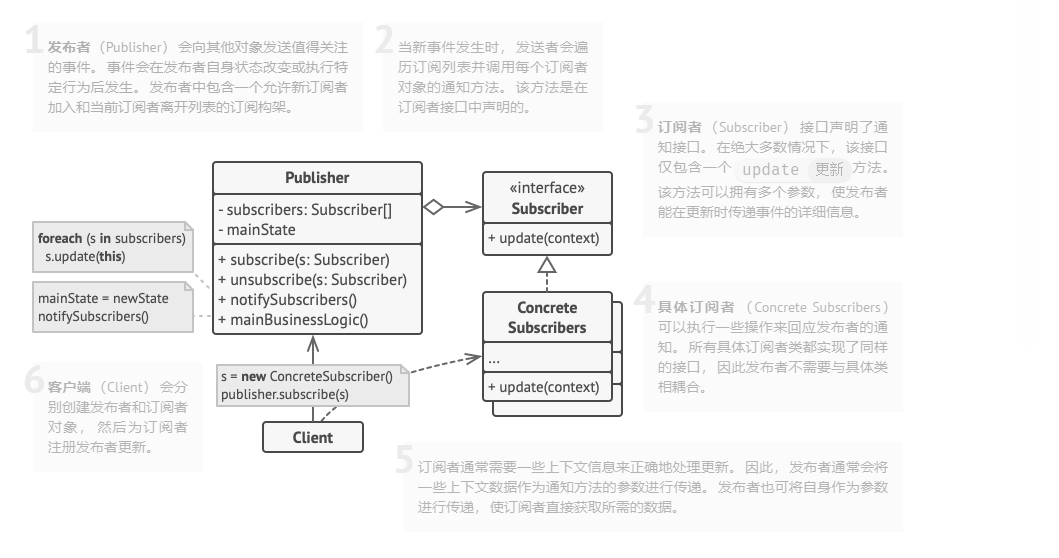 1
发布者 （Publisher） 会向其他对象发送值得关注
的事件。 事件会在发布者自身状态改变或执行特
定行为后发生。 发布者中包含一个允许新订阅者
加入和当前订阅者离开列表的订阅构架。
2
当新事件发生时， 发送者会遍
历订阅列表并调用每个订阅者
对象的通知方法。 该方法是在
订阅者接口中声明的。
3
订阅者 （Subscriber） 接口声明了通
知接口。 在绝大多数情况下， 该接口
仅包含一个 update 更新 方法。
该方法可以拥有多个参数， 使发布者
能在更新时传递事件的详细信息。
Publisher
- subscribers: Subscriber[]
- mainState
+ subscribe(s: Subscriber)
+ unsubscribe(s: Subscriber)
+ notifySubscribers()
+ mainBusinessLogic()
«interface»
Subscriber
+ update(context)
foreach (s in subscribers)
s.update(this)
mainState = newState
notifySubscribers()
Concrete
Subscribers
...
+ update(context)
4
具体订阅者 （Concrete Subscribers）
可以执行一些操作来回应发布者的通
知。 所有具体订阅者类都实现了同样
的接口， 因此发布者不需要与具体类
相耦合。
s = new ConcreteSubscriber()
publisher.subscribe(s)
Client
6
客户端 （Client） 会分
别创建发布者和订阅者
对象， 然后为订阅者
注册发布者更新。
5
订阅者通常需要一些上下文信息来正确地处理更新。 因此， 发布者通常会将
一些上下文数据作为通知方法的参数进行传递。 发布者也可将自身作为参数
进行传递， 使订阅者直接获取所需的数据。